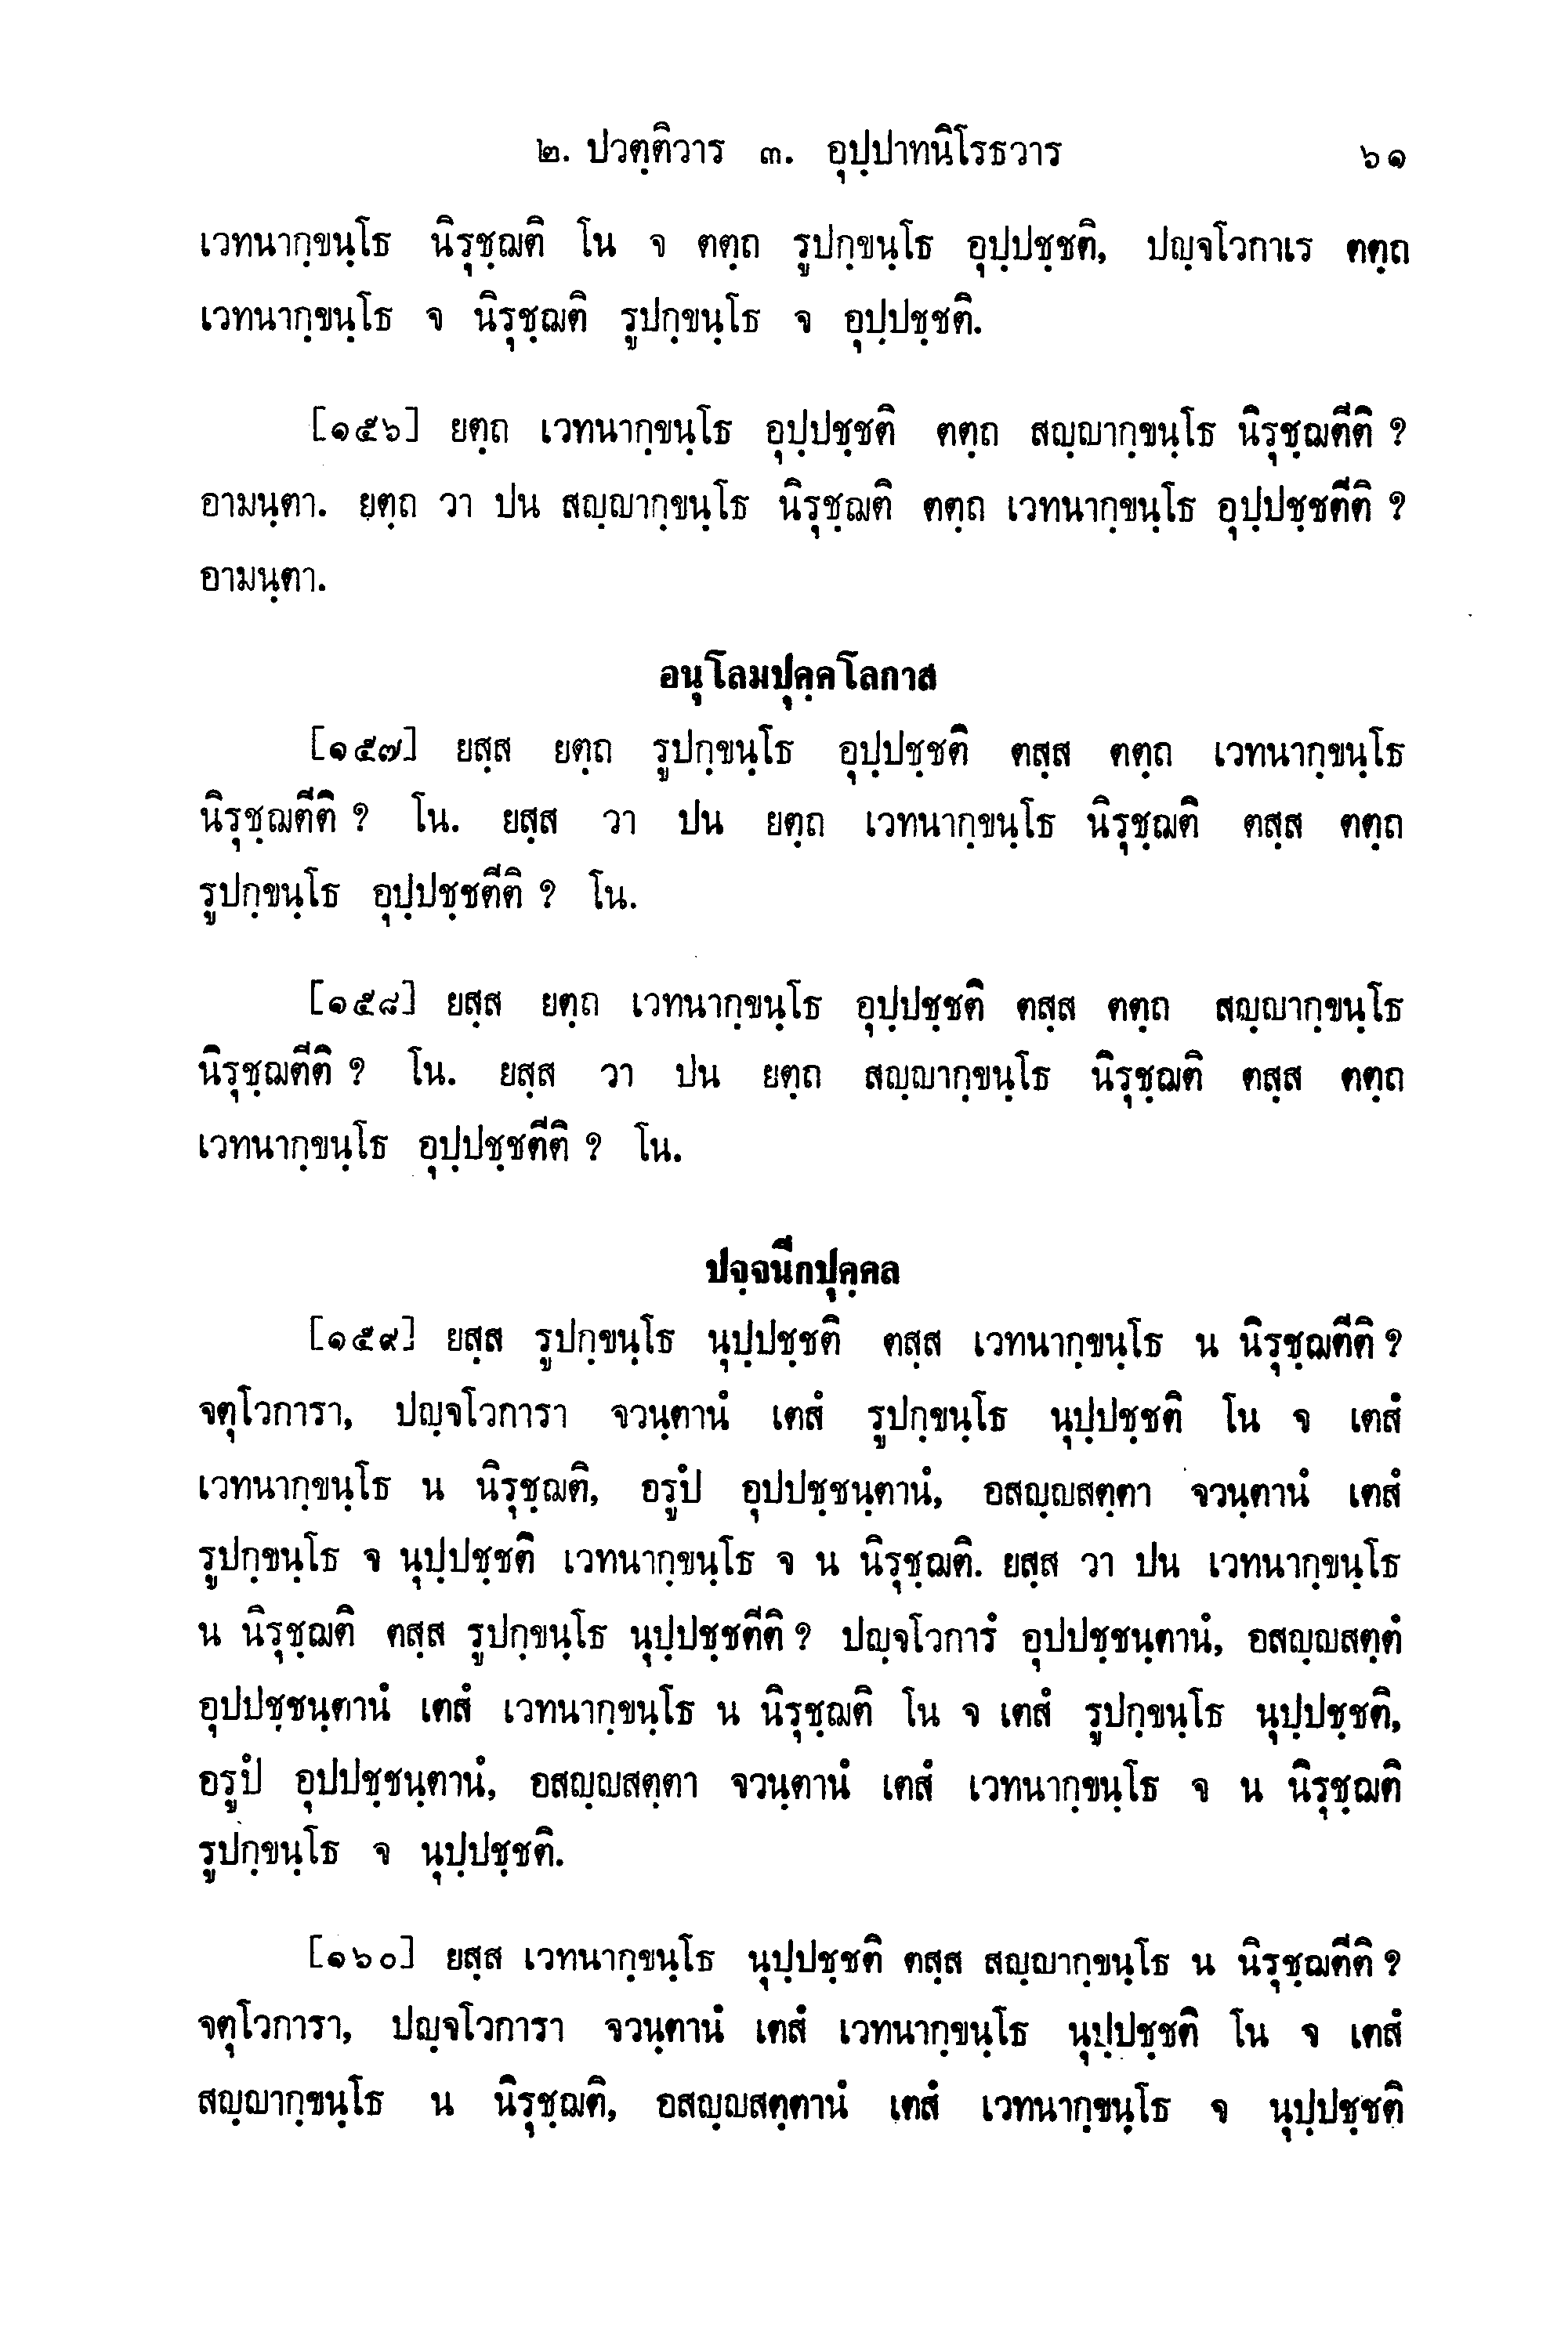 ๒. ปวตฺติวาร ๓. อุปฺปาทนิโรธวาร ๖๑
เวทนากฺขนฺโธ นิรุชฺฌติ โน จ ตตฺถ รูปกฺขนฺโธ อุปฺปชฺชติ, ปญฺจโวกาเร ตตฺถ
เวทนากฺขนฺโธ จ นิรุชฺฌติ รูปกฺขนฺโธ จ อุปฺปชฺชติ.
[๑๕๖] ยตฺถ เวทนากฺขนฺโธ อุปฺปชฺชติ ตตฺถ สญฺญากฺขนฺโธ นิรุชฺฌตีติ ?
อามนฺตา. ยตฺถ วา ปน สญฺญากฺขนฺโธ นิรุชฺฌติ ตตฺถ เวทนากฺขนฺโธ อุปฺปชฺชตีติ ?
อามนฺตา.
อนุโลมปุคฺคโลกาส
[๑๕๗] ยสฺส ยตฺถ รูปกฺขนฺโธ อุปฺปชฺชติ ตสฺส ตตฺถ เวทนากฺขนฺโธ
นิรุชฺฌตีติ ? โน. ยสฺส วา ปน ยตฺถ เวทนากฺขนฺโธ นิรุชฺฌติ ตสฺส ตตฺถ
รูปกฺขนฺโธ อุปฺปชฺชตีติ ? โน.
[๑๕๘] ยสฺส ยตฺถ เวทนากฺขนฺโธ อุปฺปชฺชติ ตสฺส ตตฺถ สญฺญากฺขนฺโธ
นิรุชฺฌตีติ ? โน. ยสฺส วา ปน ยตฺถ สญฺญากฺขนฺโธ นิรุชฺฌติ ตสฺส ตตฺถ
เวทนากฺขนฺโธ อุปฺปชฺชตีติ ? โน.
ปจฺจนีกปุคฺคล
[๑๕๙] ยสฺส รูปกฺขนฺโธ นุปฺปชฺชติ ตสฺส เวทนากฺขนฺโธ น นิรุชฺฌตีติ ?
จตุโวการา, ปญฺจโวการา จวนฺตานํ เตสํ รูปกฺขนฺโธ นุปฺปชฺชติ โน จ เตสํ
เวทนากฺขนฺโธ น นิรุชฺฌติ, อรูปํ อุปปชฺชนฺตานํ, อสญฺญสตฺตา จวนฺตานํ เตสํ
รูปกฺขนฺโธ จ นุปฺปชฺชติ เวทนากฺขนฺโธ จ น นิรุชฺฌติ. ยสฺส วา ปน เวทนากฺขนฺโธ
น นิรุชฺฌติ ตสฺส รูปกฺขนฺโธ นุปฺปชฺชตีติ ? ปญฺจโวการํ อุปปชฺชนฺตานํ, อสญฺญสตฺตํ
อุปปชฺชนฺตานํ เตสํ เวทนากฺขนฺโธ น นิรุชฺฌติ โน จ เตสํ รูปกฺขนฺโธ นุปฺปชฺชติ,
อรูปํ อุปปชฺชนฺตานํ, อสญฺญสตฺตา จวนฺตานํ เตสํ เวทนากฺขนฺโธ จ น นิรุชฺฌติ
รูปกฺขนฺโธ จ นุปฺปชฺชติ.
[๑๖๐] ยสฺส เวทนากฺขนฺโธ นุปฺปชฺชติ ตสฺส สญฺญากฺขนฺโธ น นิรุชฺฌตีติ ?
จตุโวการา, ปญฺจโวการา จวนฺตานํ เตสํ เวทนากฺขนฺโธ นุปฺปชฺชติ โน จ เตสํ
สญฺญากฺขนฺโธ น นิรุชฺฌติ, อสญฺญสตฺตานํ เตสํ เวทนากฺขนฺโธ จ นุปฺปชฺชติ